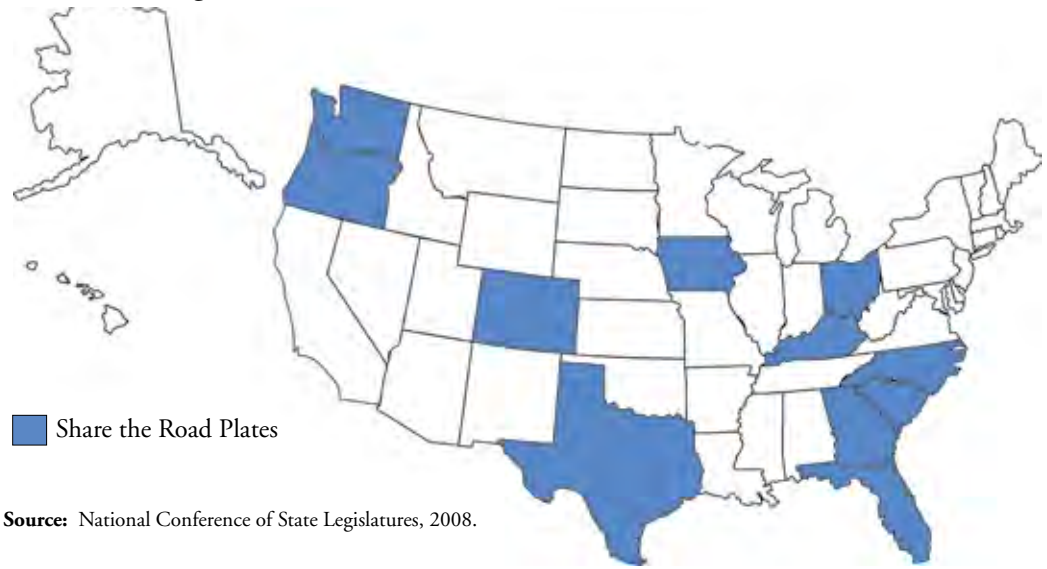 Share the Road Plates
Source: National Conference of State Legislatures, 2008.